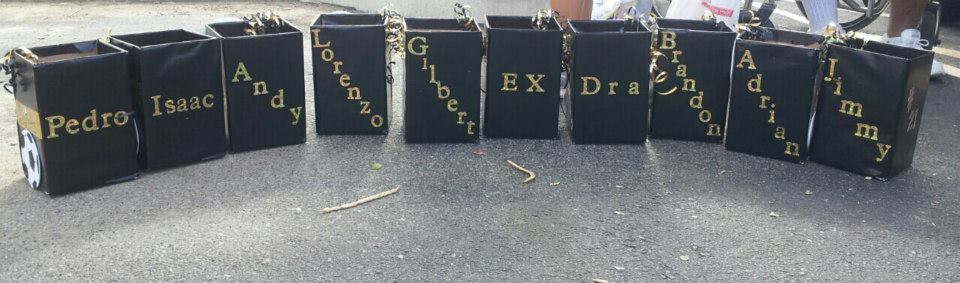 Pedro
Isaac
Andy
Lorenzo
Gilbert
EX
Dra
Brandon
Adrian
Jimmy